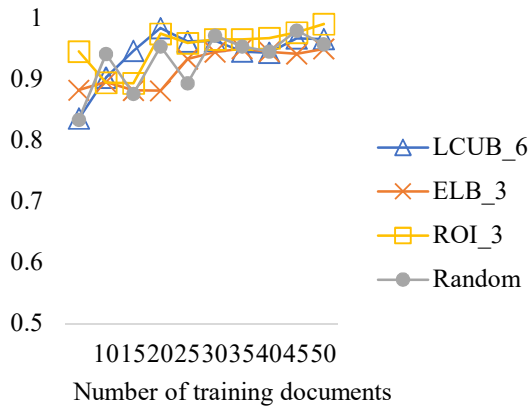 1
0.9
0.8
0.7
0.6
0.5
101520253035404550
Number of training documents
LCUB_6
ELB_3
ROI_3
Random